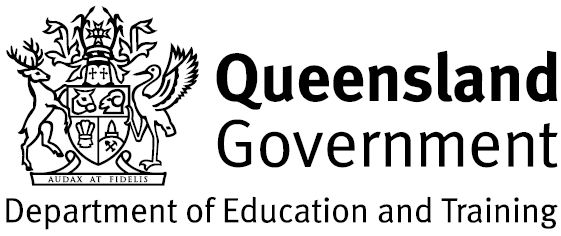 Queensland
Government
AUDAX AT FIDELIS
Department of Education and Training